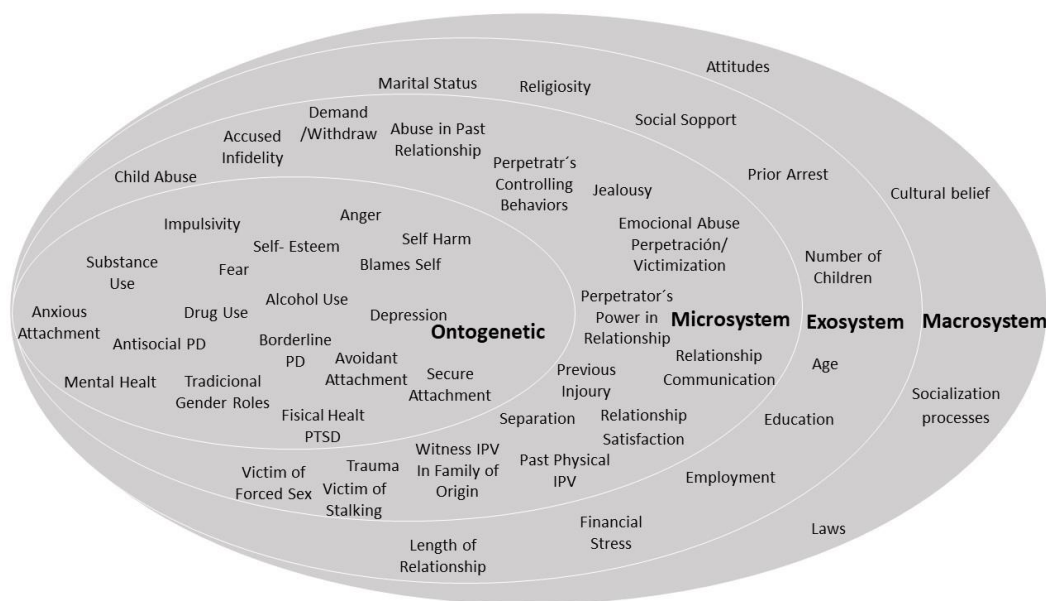 Attitudes
Marital Status
Religiosity
Demand
/Withdraw
Social Support
Accused
Infidelity
Abuse in Past
Relationship
Child Abuse
Perpetratr´s
Controlling
Behaviors
Jealousy
Prior Arrest
Cultural belief
Impulsivity
Anger
Self- Esteem
Self Harm
Emocional Abuse
Perpetración/
Victimization
Substance
Use
Fear
Blames Self
Number of
Children
Anxious
Attachment
Drug Use
Alcohol Use
Depression
Perpetrator´s
Power in
Relationship
Ontogenetic
Microsystem
Exosystem
Macrosystem
Antisocial PD
Borderline
PD
Avoidant
Attachment
Relationship
Communication
Age
Mental Healt
Tradicional
Gender Roles
Secure
Attachment
Previous
Injoury
Socialization
processes
Fisical Healt
PTSD
Separation
Relationship
Satisfaction
Education
Victim of
Forced Sex
Trauma
Victim of
Stalking
Witness IPV
In Family of
Origin
Past Physical
IPV
Employment
Length of
Relationship
Financial
Stress
Laws